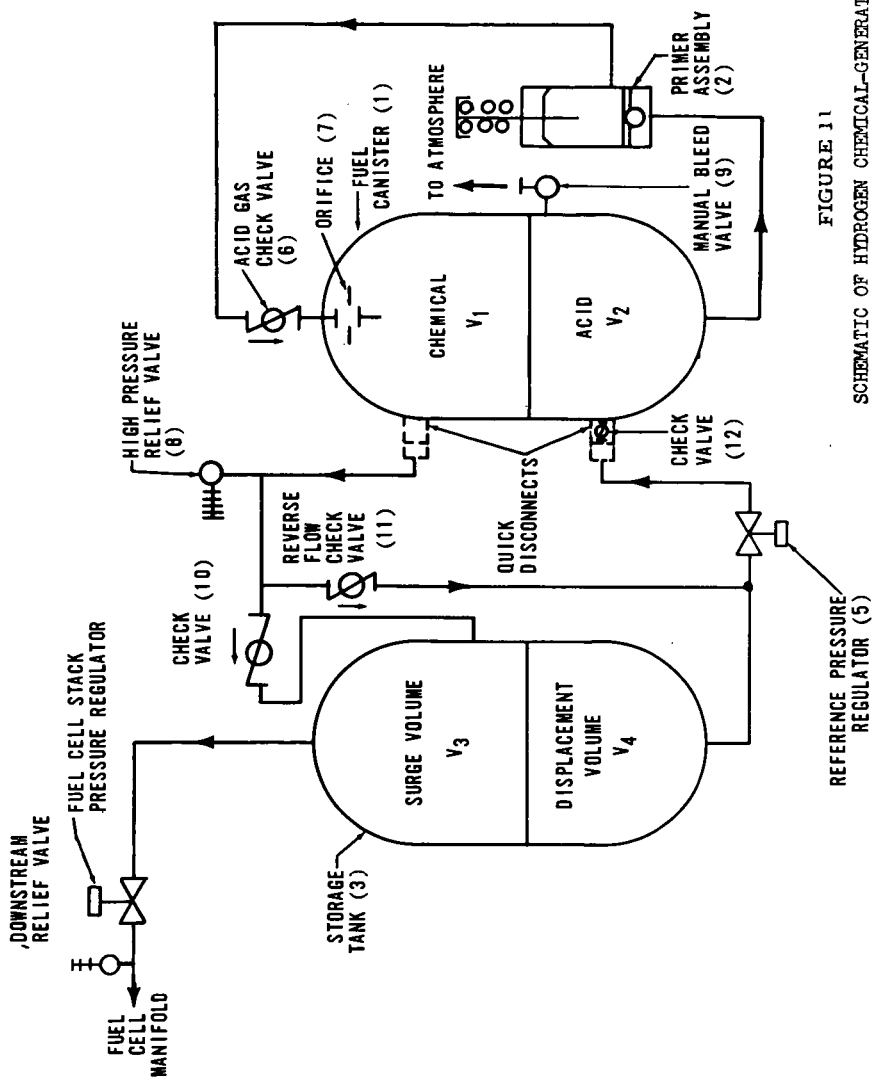 ,DOWNSTREAM
RELIEF VALVE
FUEL CELL STACK
PRESSURE REGULATOR
FUEL
CELL
MANIFOLD
HIGH PRESSURE
RELIEF VALVE
(8)
ACID GAS
CHECK VALVE
(6)
ORIFICE (7)
FUEL
CANISTER (1)
CHECK
VALVE (10)
REVERSE
FLOW
CHECK
VALVE
(11)
TO ATMOSPHERE
CHEMICAL
V1
ACID
V2
SURGE VOLUME
V3
DISPLACEMENT
VOLUME
V4
STORAGE
TANK (3)
QUICK
DISCONNECTS
CHECK
VALVE
(12)
MANUAL BLEED
VALVE (9)
PRIMER
ASSEMBLY
(2)
REFERENCE PRESSURE
REGULATOR (5)
FIGURE 11
SCHEMATIC OF HYDROGEN CHEMICAL-GENERAT